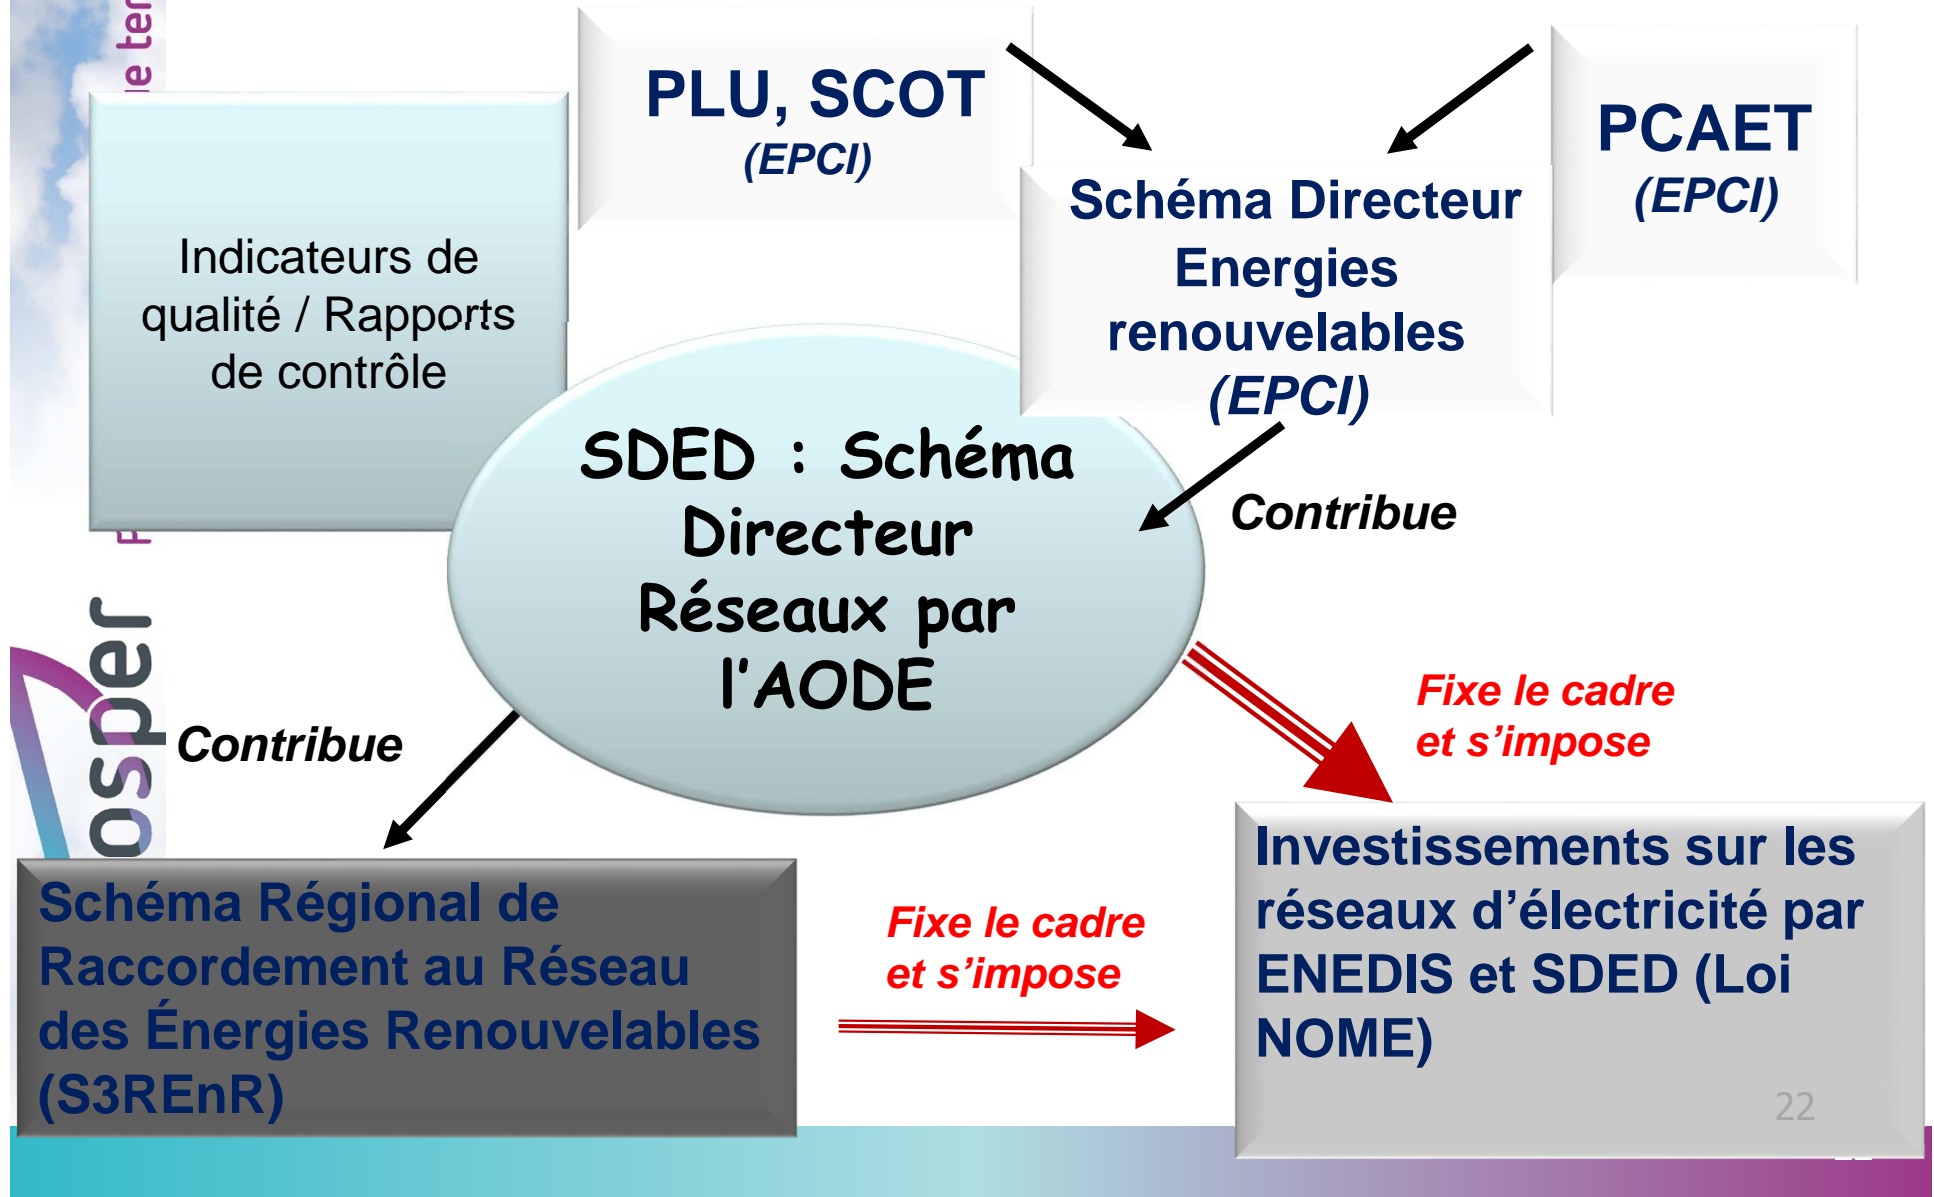 PLU, SCOT
(EPCI)
PCAET
(EPCI)
Schéma Directeur
Energies
renouvelables
(EPCI)
Indicateurs de
qualité / Rapports
de contrôle
SDED : Schéma
Directeur
Réseaux par
l’AODE
Contribue
Contribue
Fixe le cadre
et s’impose
Fixe le cadre
et s’impose
Schéma Régional de
Raccordement au Réseau
des Énergies Renouvelables
(S3REnR)
Investissements sur les
réseaux d’électricité par
ENEDIS et SDED (Loi
NOME)
22